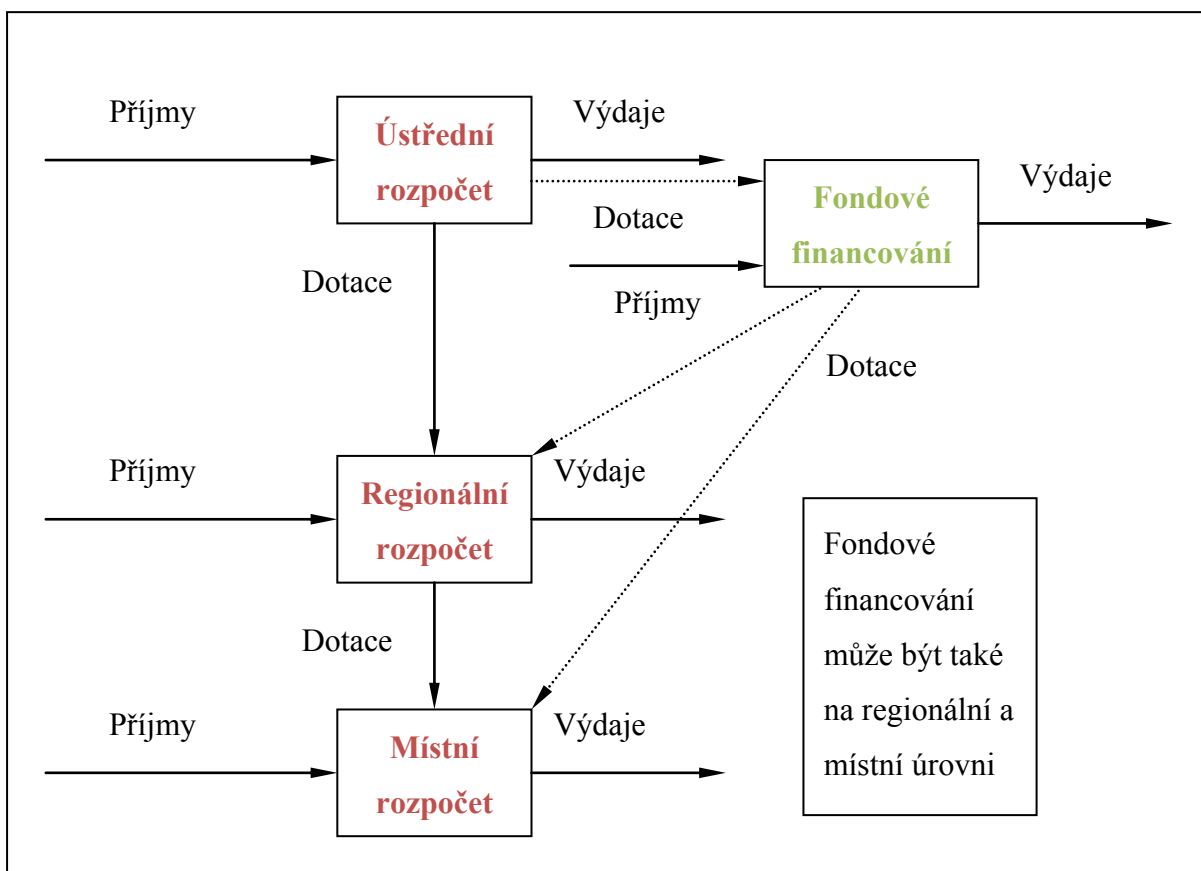 Příjmy
Ústřední
rozpočet
Výdaje
Dotace
Příjmy
Fondové
financování
Výdaje
Dotace
Dotace
Příjmy
Regionální
rozpočet
Výdaje
Dotace
Příjmy
Místní
rozpočet
Výdaje
Fondové
financování
může být také
na regionální a
místní úrovni